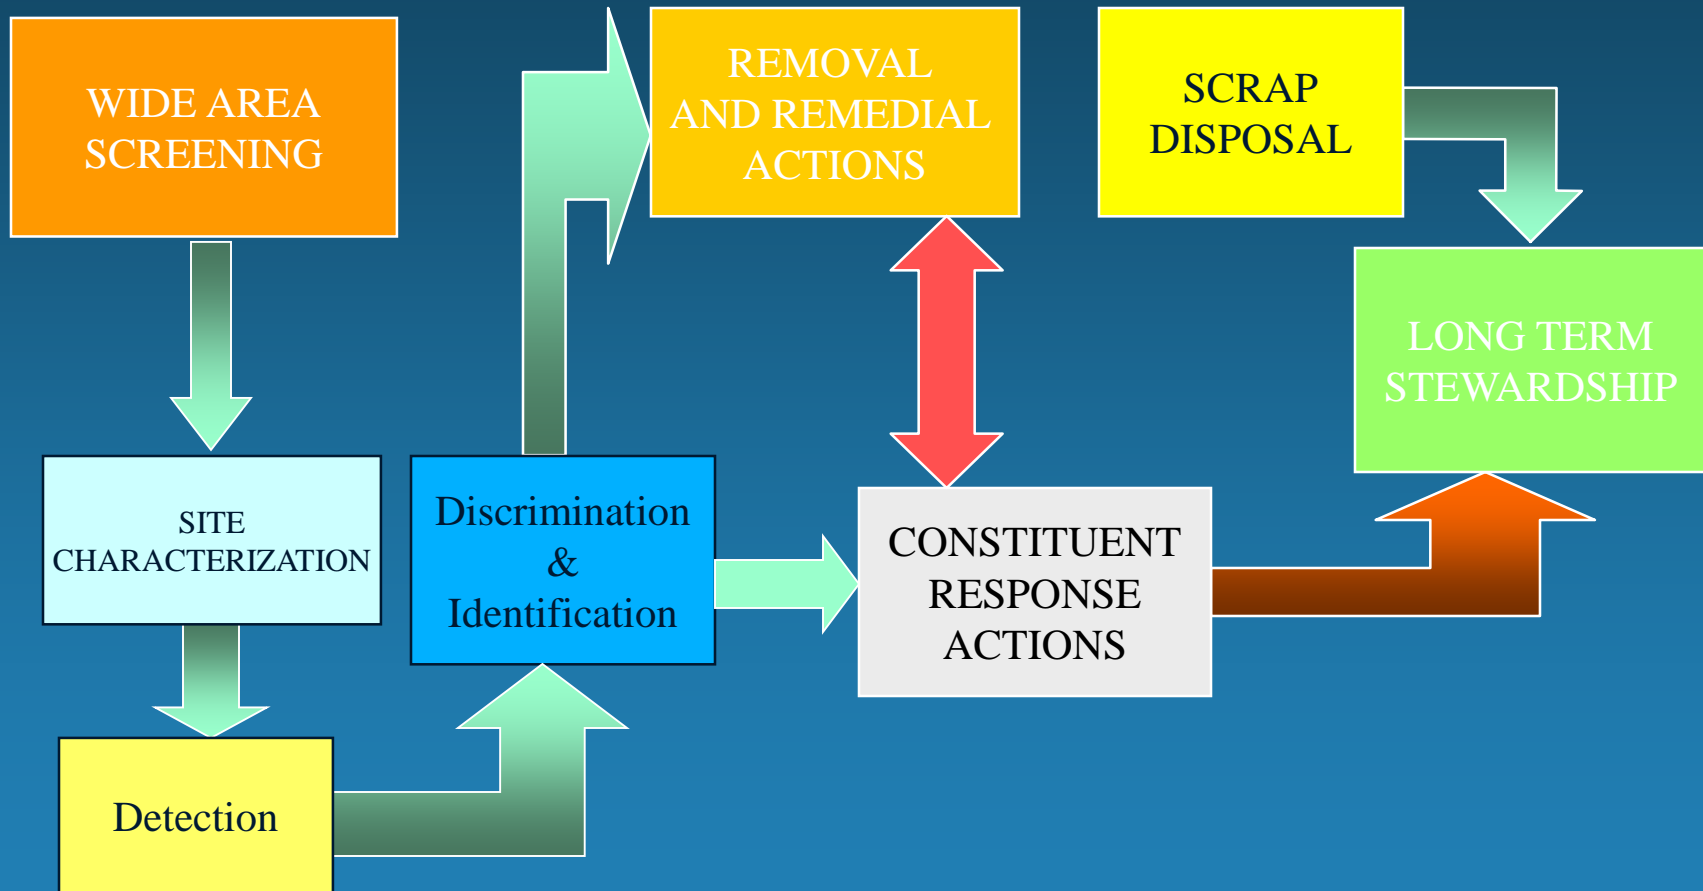 WIDE AREA
SCREENING
REMOVAL
AND REMEDIAL
ACTIONS
SCRAP
DISPOSAL
LONG TERM
STEWARDSHIP
SITE
CHARACTERIZATION
Discrimination
&
Identification
CONSTITUENT
RESPONSE
ACTIONS
Detection